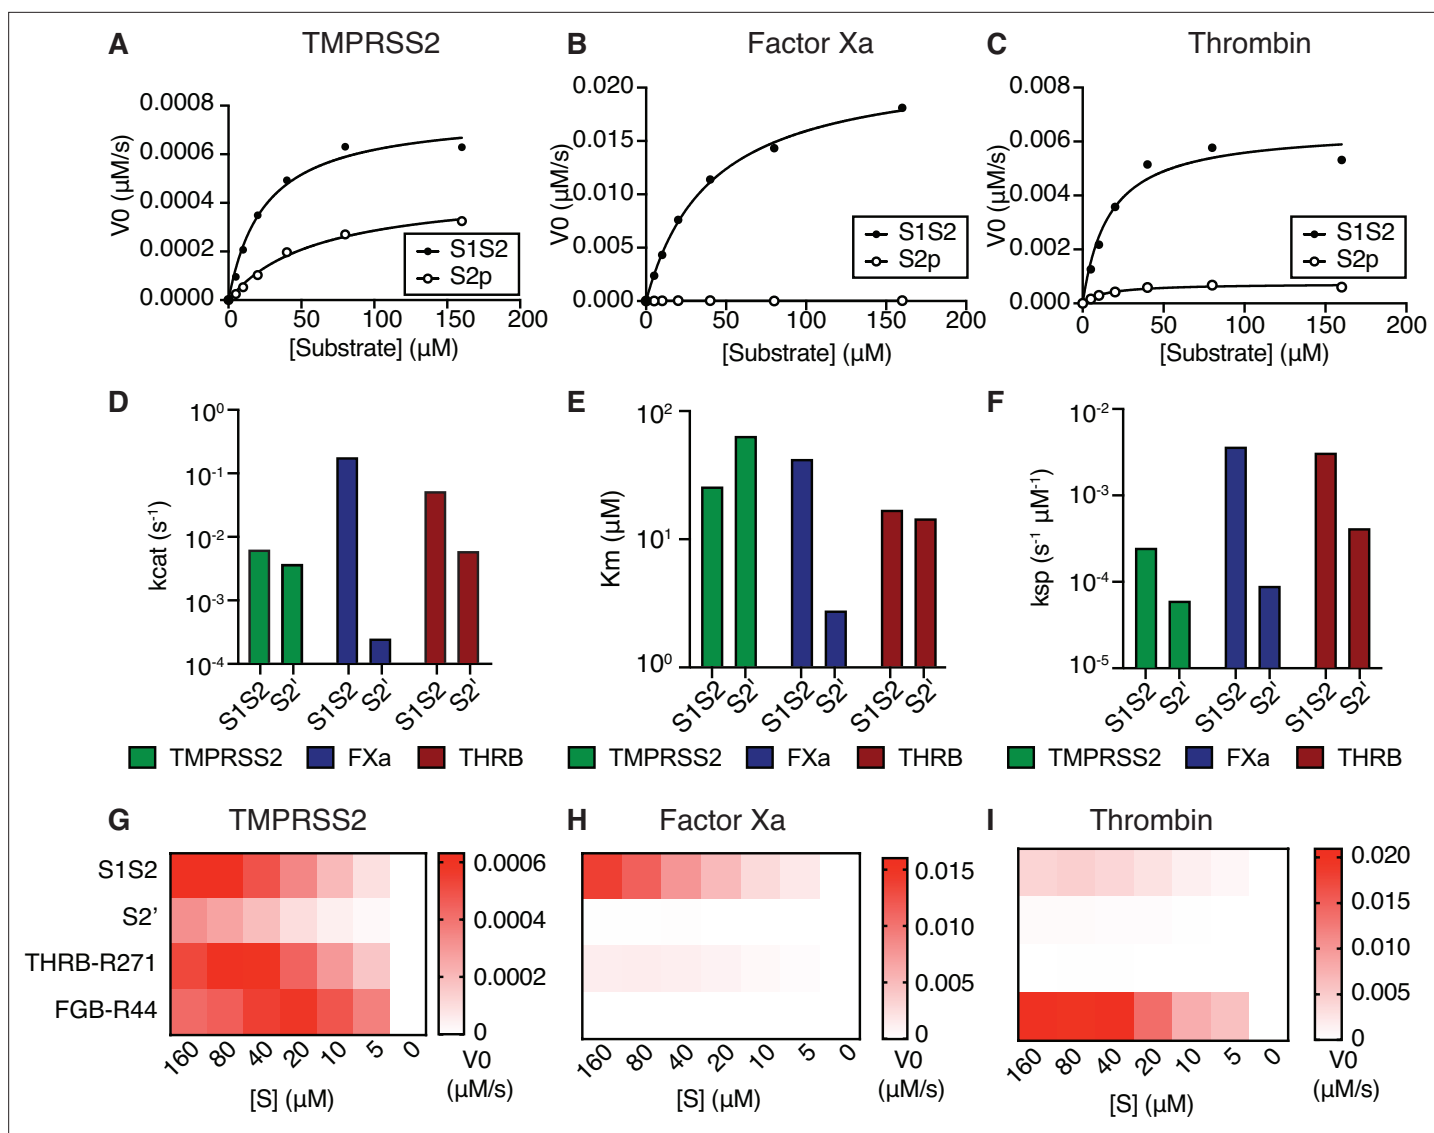 A TMPRSS2
V0 (µM/s)
0.0008
0.0006
0.0004
0.0002
0.0000
0 50 100 150 200
[Substrate] (µM)
S1S2
S2p
B Factor Xa
V0 (µM/s)
0.020
0.015
0.010
0.005
0.000
0 50 100 150 200
[Substrate] (µM)
S1S2
S2p
C Thrombin
V0 (µM/s)
0.008
0.006
0.004
0.002
0.000
0 50 100 150 200
[Substrate] (µM)
S1S2
S2p
D
kcat (s⁻¹)
10⁰
10⁻¹
10⁻²
10⁻³
10⁻⁴
S1S2 S2' S1S2 S2' S1S2 S2'
TMPRSS2 FXa THRB
E
Km (µM)
10²
10¹
10⁰
S1S2 S2' S1S2 S2' S1S2 S2'
TMPRSS2 FXa THRB
F
ksp (s⁻¹ µM⁻¹)
10⁻²
10⁻³
10⁻⁴
10⁻⁵
S1S2 S2' S1S2 S2' S1S2 S2'
TMPRSS2 FXa THRB
G TMPRSS2
S1S2
S2'
THRB-R271
FGB-R44
160 80 40 20 10 5 0
[S] (µM)
0.0006
0.0004
0.0002
0
V0
(µM/s)
H Factor Xa
160 80 40 20 10 5 0
[S] (µM)
0.015
0.010
0.005
0
V0
(µM/s)
I Thrombin
160 80 40 20 10 5 0
[S] (µM)
0.020
0.015
0.010
0.005
0
V0
(µM/s)